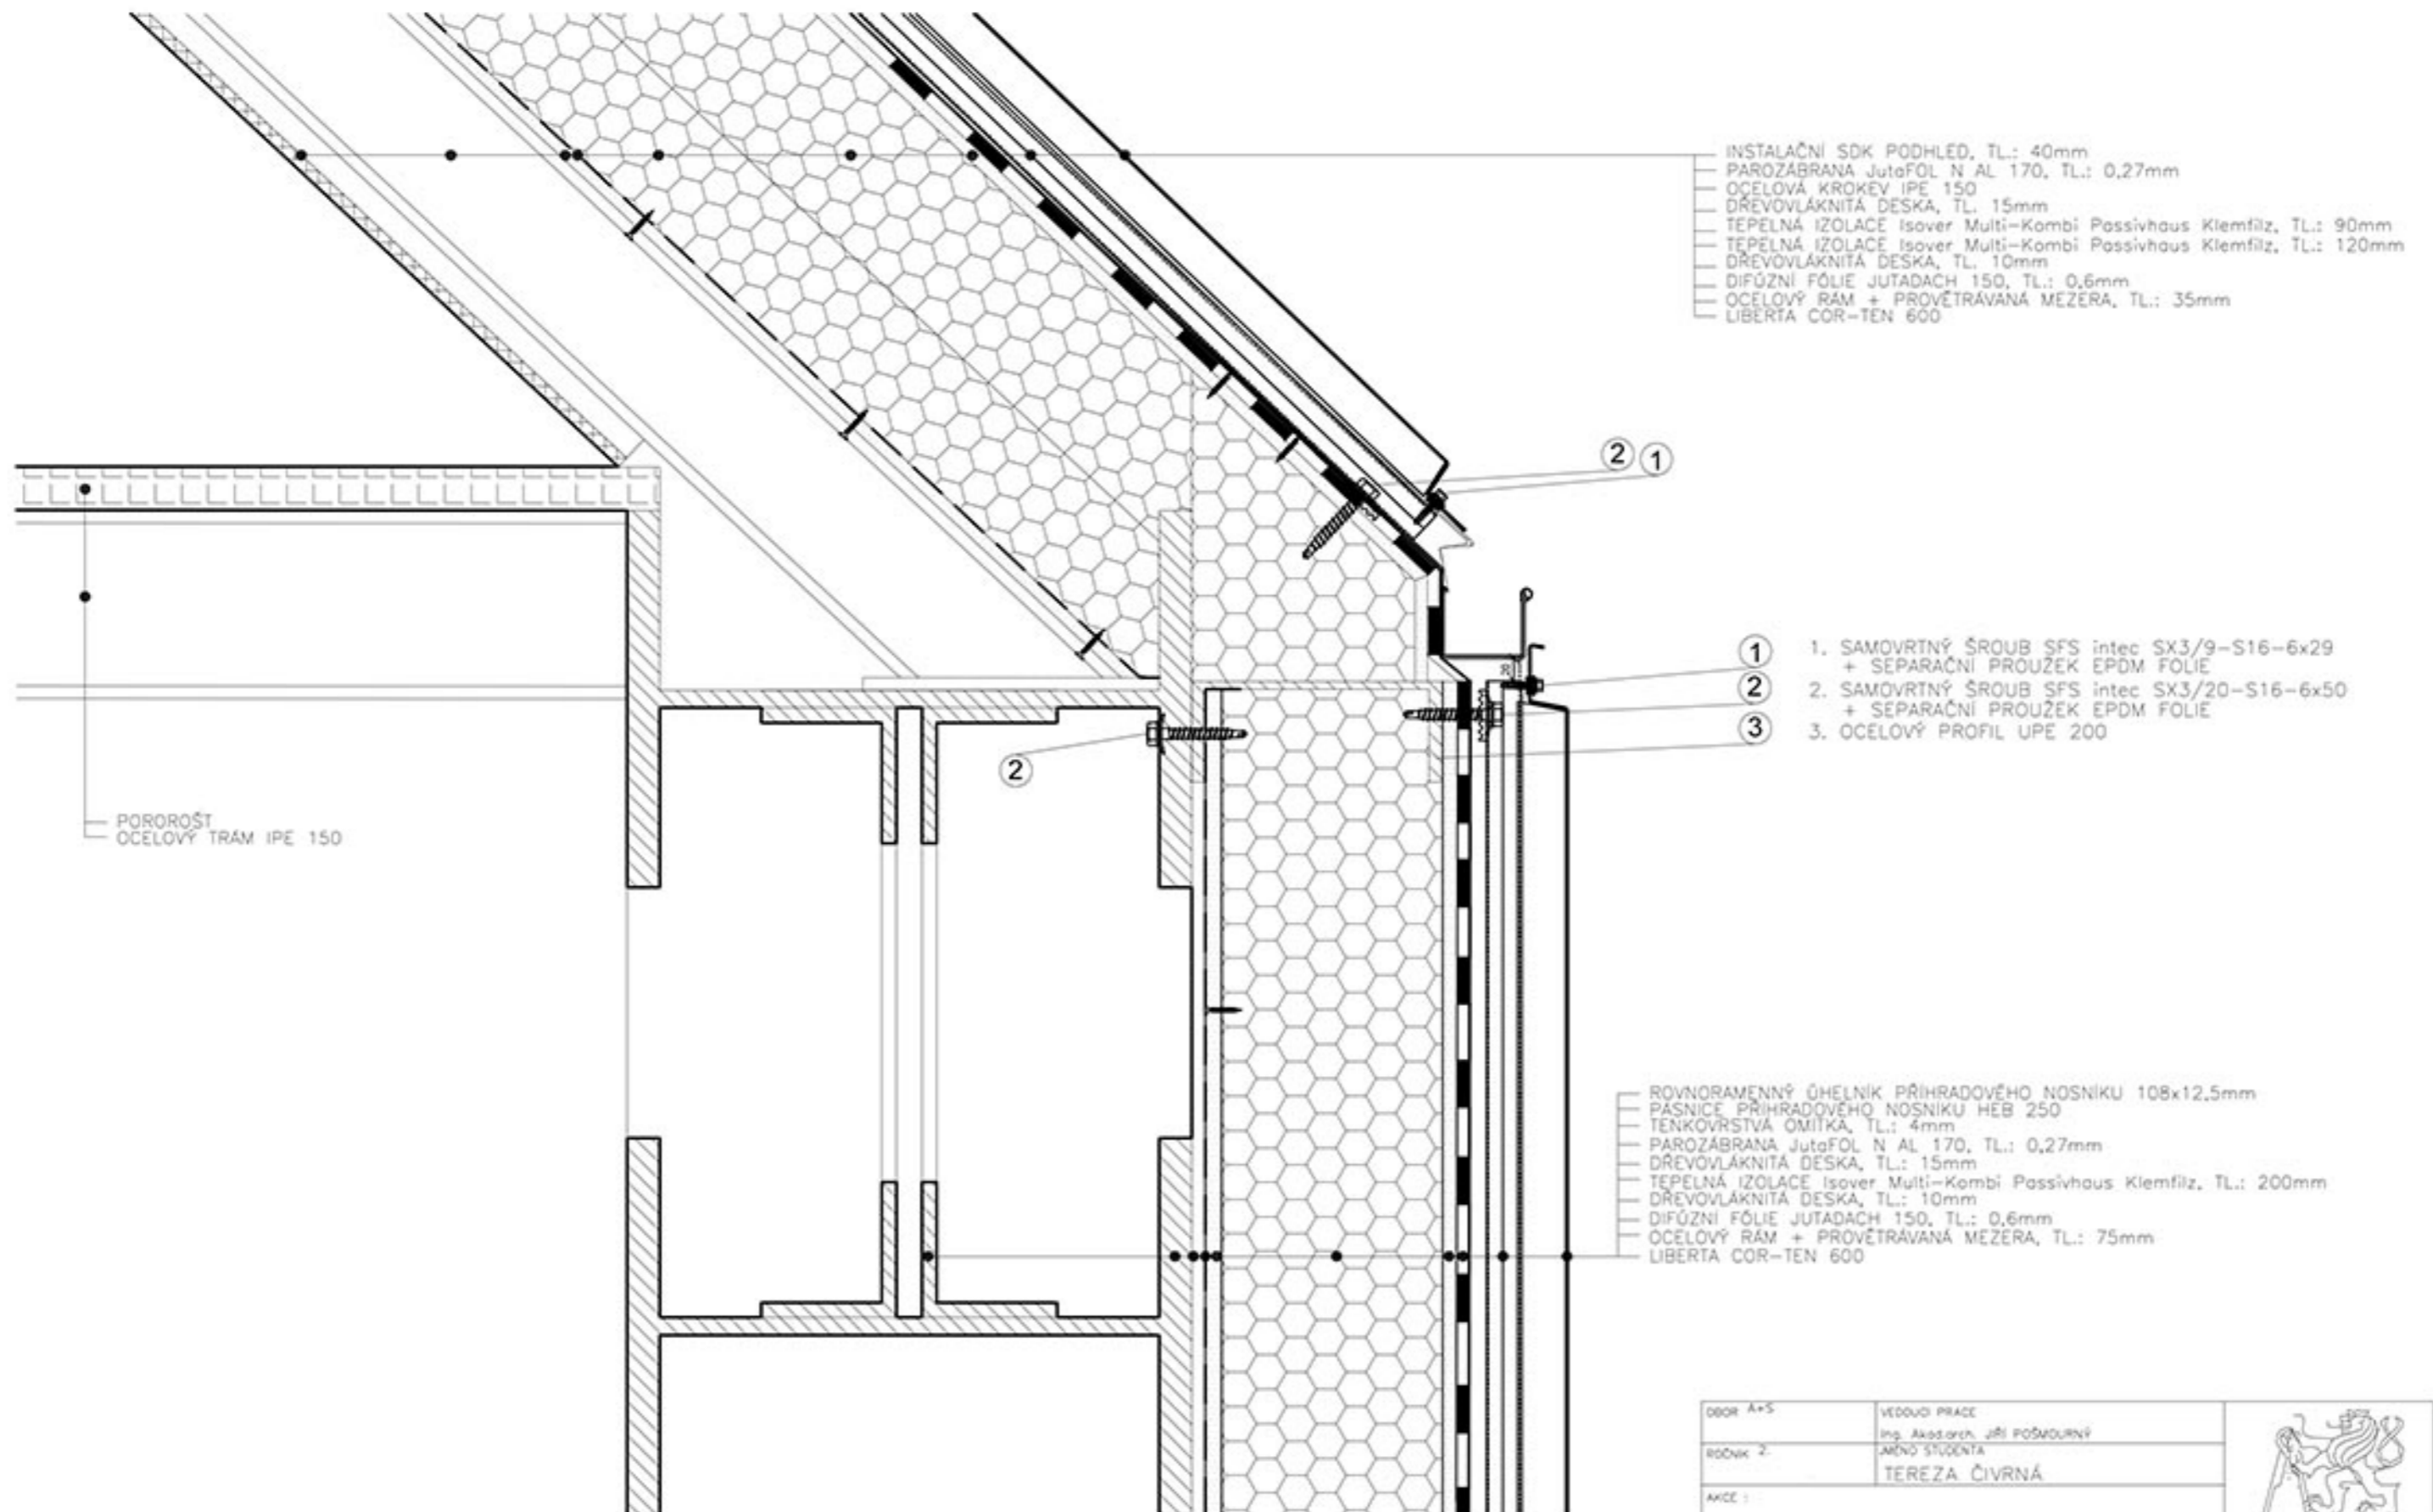 INSTALAČNÍ SDK PODHLED, TL.: 40mm
PAROZÁBRANA JutaFOL N AL 170, TL.: 0,27mm
OCELOVÁ KROKEV IPE 150
DŘEVOVLÁKNITÁ DESKA, TL. 15mm
TEPELNÁ IZOLACE Isover Multi-Kombi Passivhaus Klemfilz, TL.: 90mm
TEPELNÁ IZOLACE Isover Multi-Kombi Passivhaus Klemfilz, TL.: 120mm
DŘEVOVLÁKNITÁ DESKA, TL. 10mm
DIFÚZNÍ FÓLIE JUTADACH 150, TL.: 0,6mm
OCELOVÝ RÁM + PROVĚTRÁVANÁ MEZERA, TL.: 35mm
LIBERTA COR-TEN 600
2 1
1
2
3
1. SAMOVRTNÝ ŠROUB SFS intec SX3/9-S16-6x29
+ SEPARAČNÍ PROUŽEK EPDM FOLIE
2. SAMOVRTNÝ ŠROUB SFS intec SX3/20-S16-6x50
+ SEPARAČNÍ PROUŽEK EPDM FOLIE
3. OCELOVÝ PROFIL UPE 200
20
2
POROROŠT
OCELOVÝ TRÁM IPE 150
ROVNORAMENNÝ ÚHELNÍK PŘÍHRADOVÉHO NOSNÍKU 108x12,5mm
PÁSNICE PŘÍHRADOVÉHO NOSNÍKU HEB 250
TENKOVRSTVÁ OMÍTKA, TL.: 4mm
PAROZÁBRANA JutaFOL N AL 170, TL.: 0,27mm
DŘEVOVLÁKNITÁ DESKA, TL.: 15mm
TEPELNÁ IZOLACE Isover Multi-Kombi Passivhaus Klemfilz, TL.: 200mm
DŘEVOVLÁKNITÁ DESKA, TL.: 10mm
DIFÚZNÍ FÓLIE JUTADACH 150, TL.: 0,6mm
OCELOVÝ RÁM + PROVĚTRÁVANÁ MEZERA, TL.: 75mm
LIBERTA COR-TEN 600
OBOR A+S
VEDOUCÍ PRÁCE
Ing. Akad.arch. JIŘÍ POŠMOURNÝ
ROČNÍK 2.
JMÉNO STUDENTA
TEREZA ČIVRNÁ
AKCE :